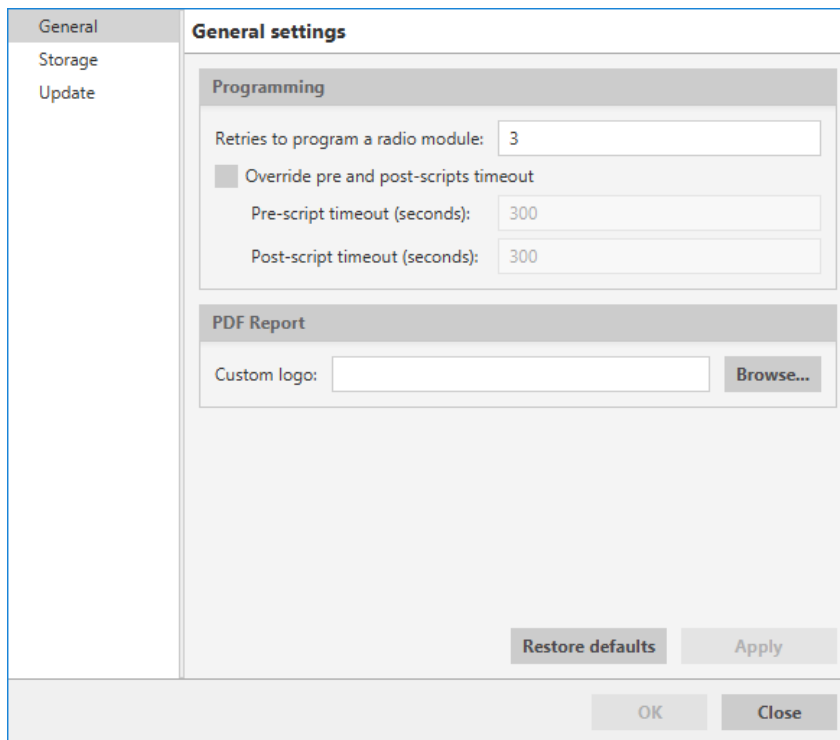 General
Storage
Update
General settings
Programming
Retries to program a radio module: 3
Override pre and post-scripts timeout
Pre-script timeout (seconds): 300
Post-script timeout (seconds): 300
PDF Report
Custom logo: Browse...
Restore defaults Apply
OK Close